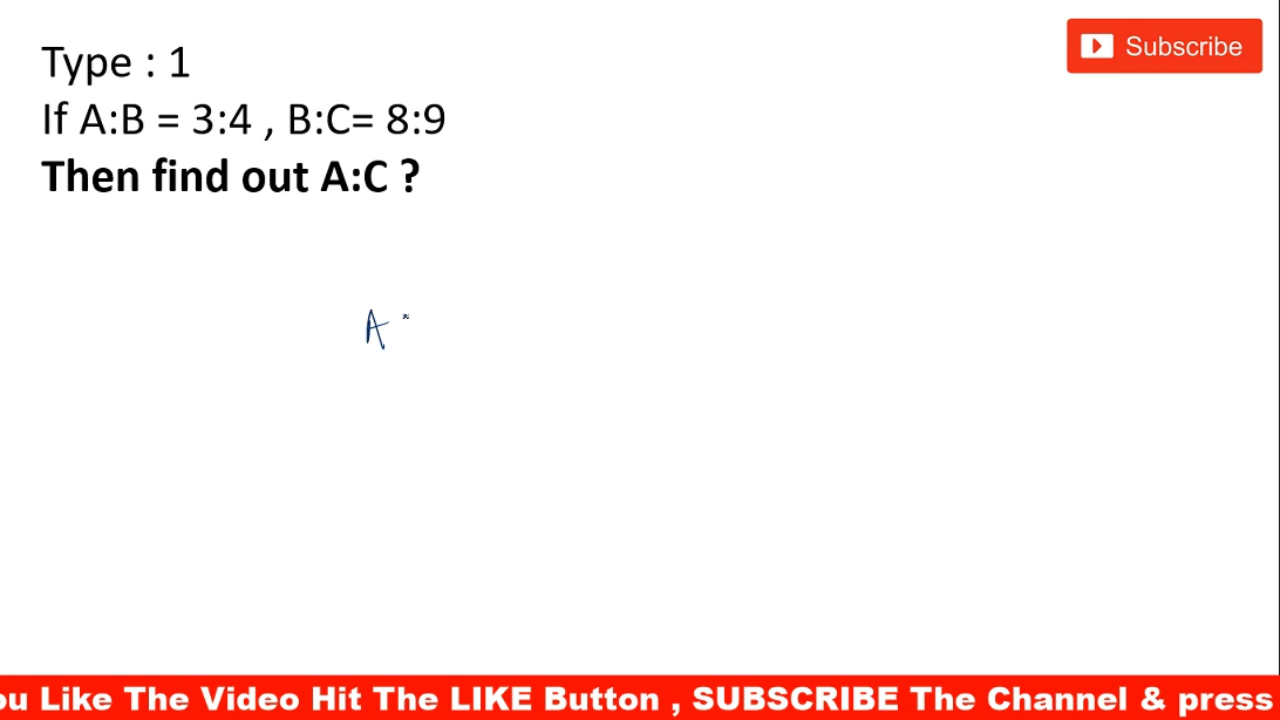 Subscribe
Type : 1
If A:B = 3:4 , B:C= 8:9
Then find out A:C ?
A
Like The Video Hit The LIKE Button , SUBSCRIBE The Channel & press